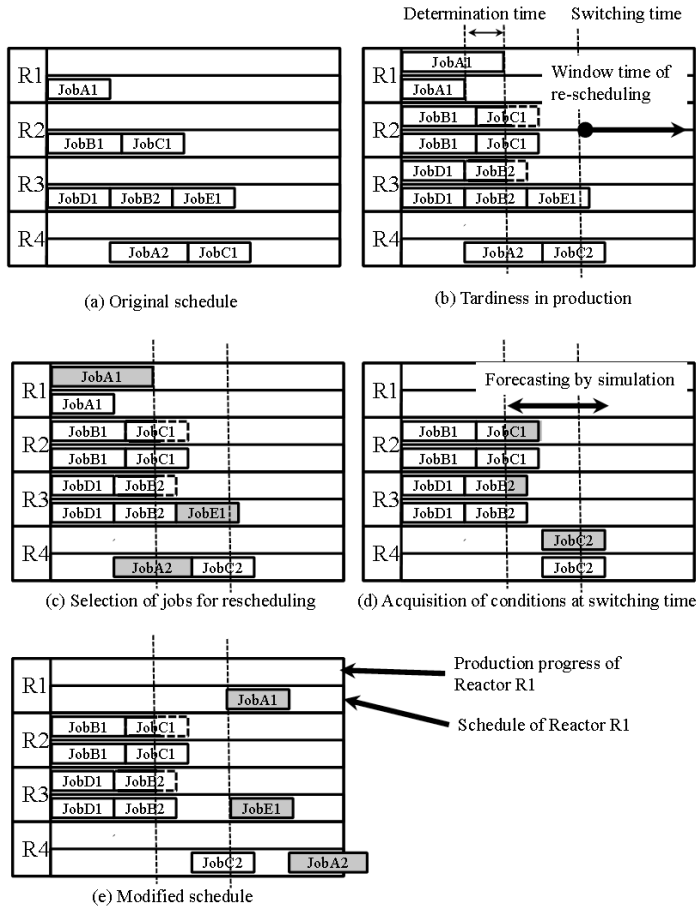 Determination time
Switching time
R1
JobA1
R2
JobB1 JobC1
R3
JobD1 JobB2 JobE1
R4
JobA2 JobC1
(a) Original schedule
R1
JobA1
JobA1
Window time of
re-scheduling
R2
JobB1 JobC1
JobB1 JobC1
R3
JobD1 JobB2
JobD1 JobB2 JobE1
R4
JobA2 JobC2
(b) Tardiness in production
R1
JobA1
JobA1
R2
JobB1 JobC1
JobB1 JobC1
R3
JobD1 JobB2
JobD1 JobB2 JobE1
R4
JobA2 JobC2
(c) Selection of jobs for rescheduling
R1
Forecasting by simulation
R2
JobB1 JobC1
JobB1 JobC1
R3
JobD1 JobB2
JobD1 JobB2
R4
JobC2
JobC2
(d) Acquisition of conditions at switching time
R1
JobA1
R2
JobB1 JobC1
JobB1 JobC1
R3
JobD1 JobB2
JobD1 JobB2 JobE1
R4
JobC2 JobA2
(e) Modified schedule
Production progress of
Reactor R1
Schedule of Reactor R1